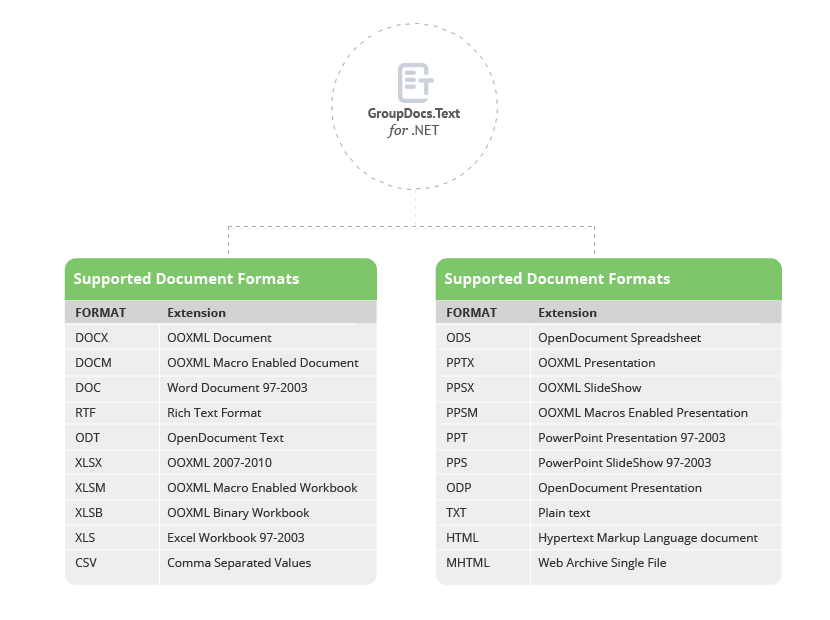 GroupDocs.Text
for .NET
Supported Document Formats
FORMAT Extension
DOCX OOXML Document
DOCM OOXML Macro Enabled Document
DOC Word Document 97-2003
RTF Rich Text Format
ODT OpenDocument Text
XLSX OOXML 2007-2010
XLSM OOXML Macro Enabled Workbook
XLSB OOXML Binary Workbook
XLS Excel Workbook 97-2003
CSV Comma Separated Values
Supported Document Formats
FORMAT Extension
ODS OpenDocument Spreadsheet
PPTX OOXML Presentation
PPSX OOXML SlideShow
PPSM OOXML Macros Enabled Presentation
PPT PowerPoint Presentation 97-2003
PPS PowerPoint SlideShow 97-2003
ODP OpenDocument Presentation
TXT Plain text
HTML Hypertext Markup Language document
MHTML Web Archive Single File